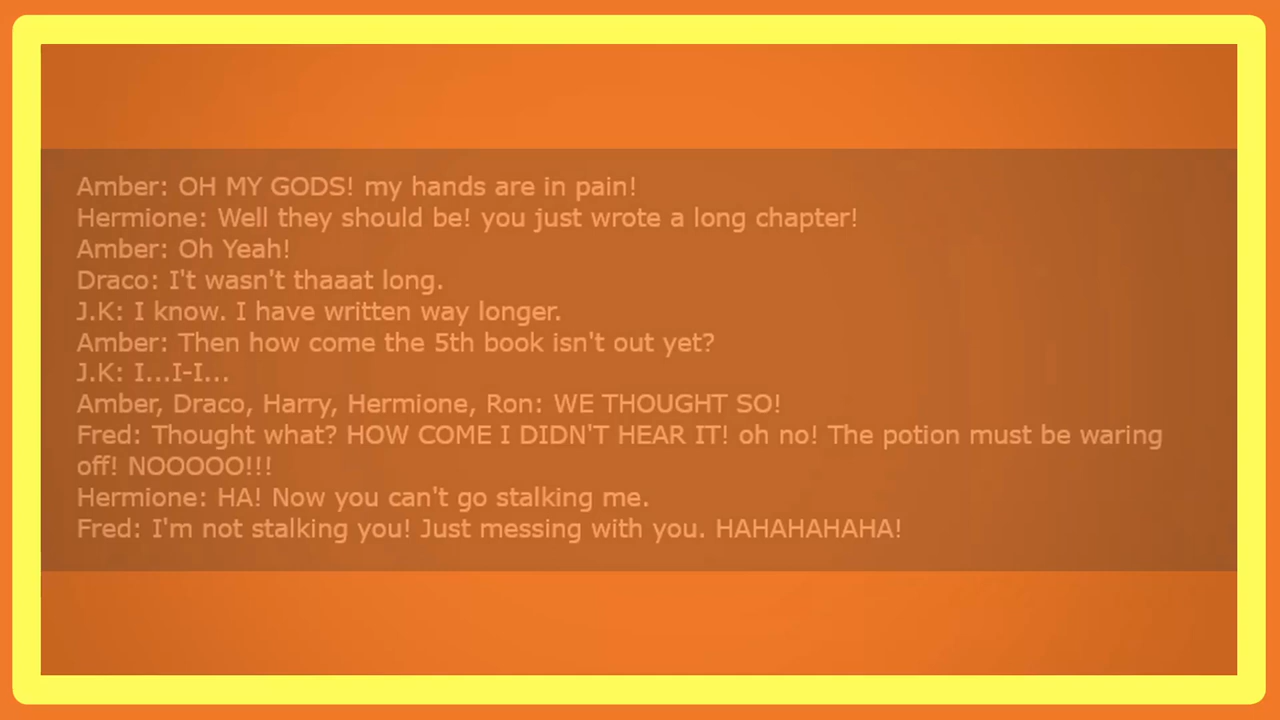 Amber: OH MY GODS! my hands are in pain!
Hermione: Well they should be! you just wrote a long chapter!
Amber: Oh Yeah!
Draco: I't wasn't thaaat long.
J.K: I know. I have written way longer.
Amber: Then how come the 5th book isn't out yet?
J.K: I...I-I...
Amber, Draco, Harry, Hermione, Ron: WE THOUGHT SO!
Fred: Thought what? HOW COME I DIDN'T HEAR IT! oh no! The potion must be waring
off! NOOOOO!!!
Hermione: HA! Now you can't go stalking me.
Fred: I'm not stalking you! Just messing with you. HAHAHAHAHA!